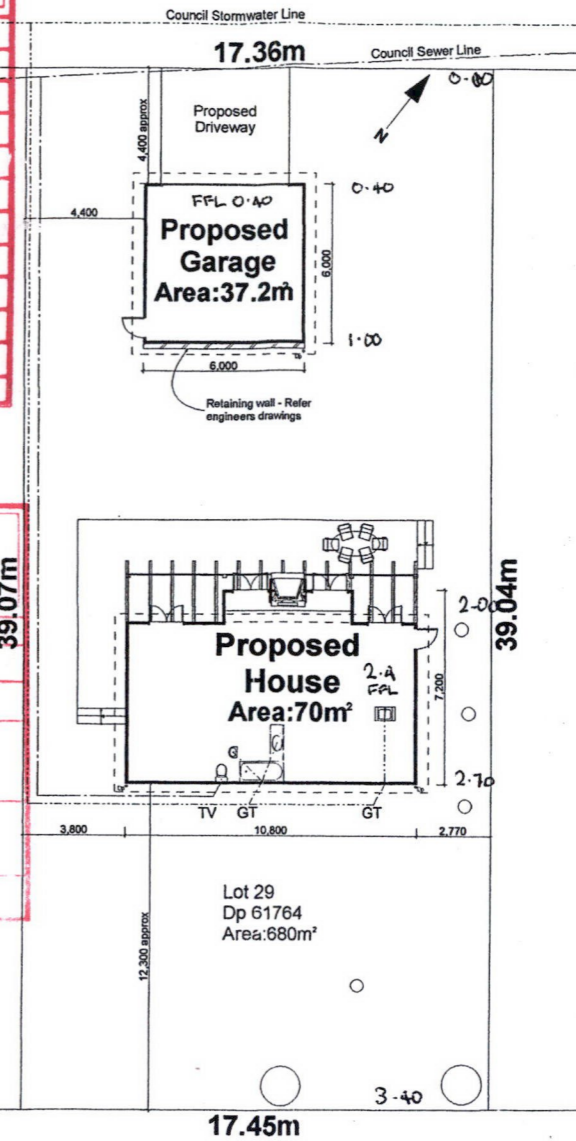 Council Stormwater Line
17.36m
Council Sewer Line
0.00
N
4,400 approx
Proposed
Driveway
4,400
FFL 0.40
0.40
Proposed
Garage
Area:37.2m²
6,000
1.00
6,000
Retaining wall - Refer
engineers drawings
39.07m
39.04m
2.00
Proposed
House
Area:70m²
2.4
FFL
7,200
G
2.70
TV
GT
GT
3,800
10,800
2,770
Lot 29
Dp 61764
Area:680m²
12,300 approx
3.40
17.45m